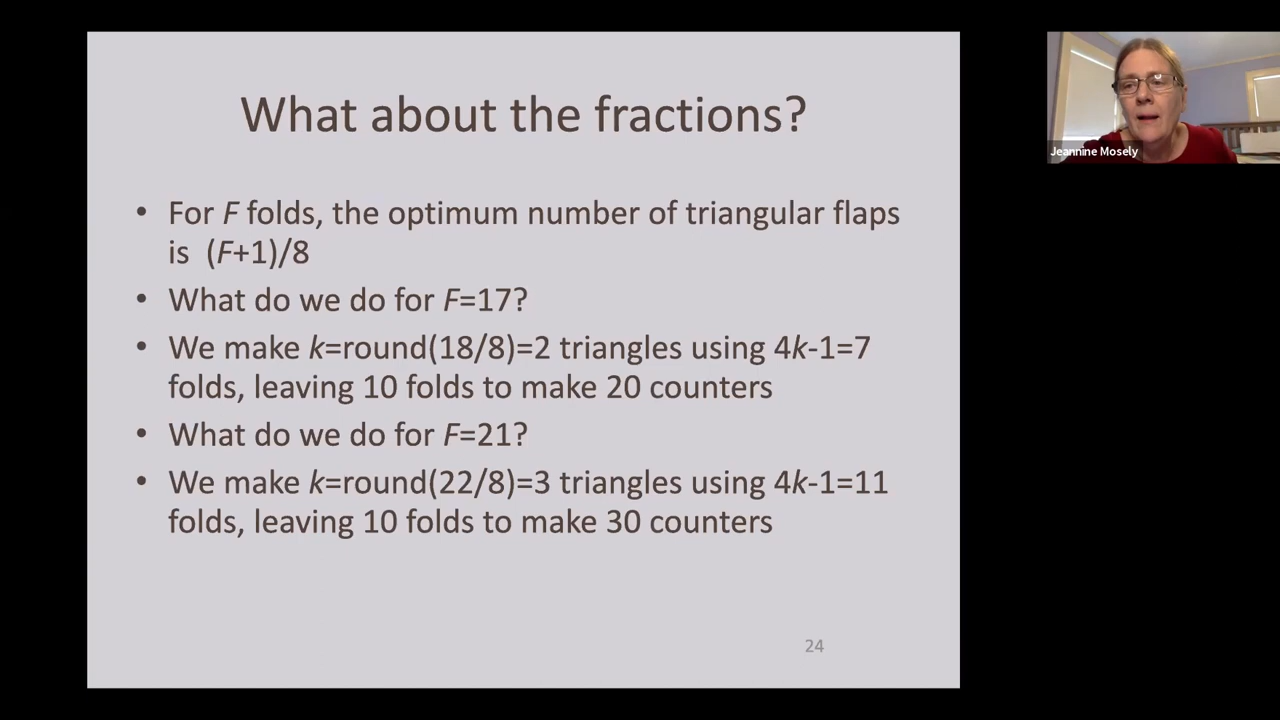 What about the fractions?
• For F folds, the optimum number of triangular flaps
is (F+1)/8
• What do we do for F=17?
• We make k=round(18/8)=2 triangles using 4k-1=7
folds, leaving 10 folds to make 20 counters
• What do we do for F=21?
• We make k=round(22/8)=3 triangles using 4k-1=11
folds, leaving 10 folds to make 30 counters
24
Jeannine Mosely